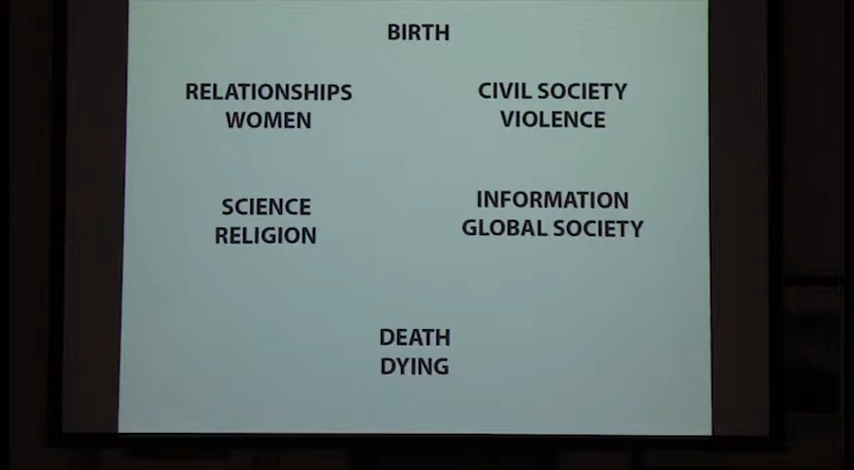 BIRTH
RELATIONSHIPS
WOMEN
CIVIL SOCIETY
VIOLENCE
SCIENCE
RELIGION
INFORMATION
GLOBAL SOCIETY
DEATH
DYING